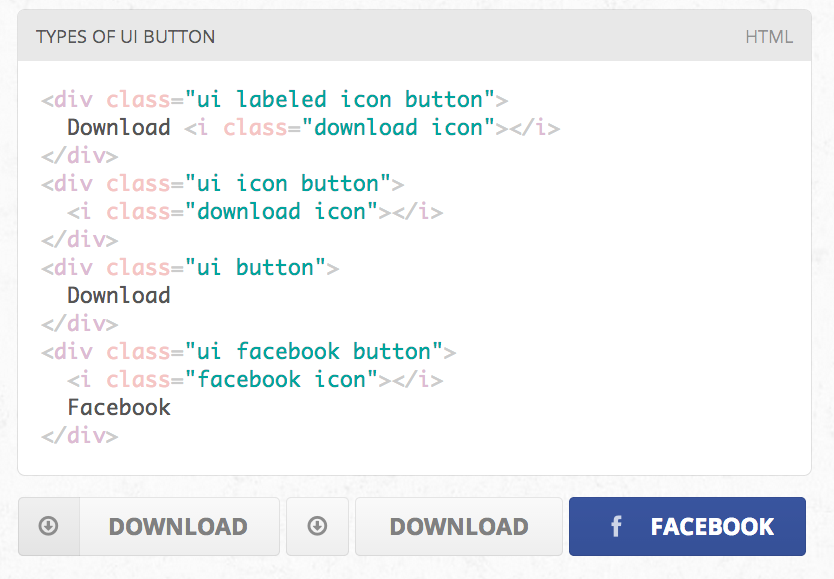 TYPES OF UI BUTTON HTML
<div class="ui labeled icon button">
  Download <i class="download icon"></i>
</div>
<div class="ui icon button">
  <i class="download icon"></i>
</div>
<div class="ui button">
  Download
</div>
<div class="ui facebook button">
  <i class="facebook icon"></i>
  Facebook
</div>
DOWNLOAD DOWNLOAD f FACEBOOK